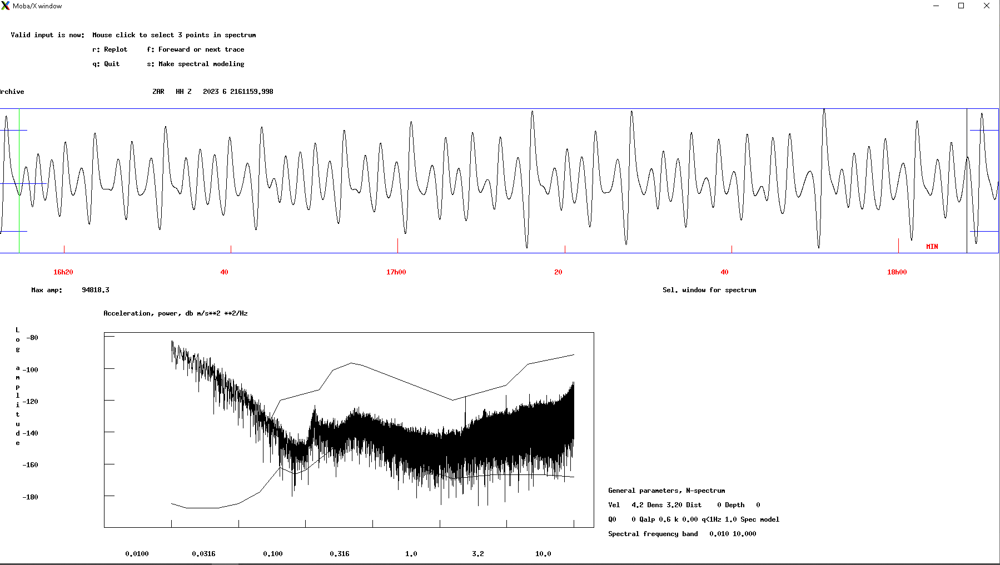 Moba/X window
Valid input is now: Mouse click to select 3 points in spectrum
r: Replot f: Foreward or next trace
q: Quit s: Make spectral modeling
rchive ZAR HH Z 2023 6 2161159.998
MIN
16h20 40 17h00 20 40 18h00
Max amp: 94818.3 Sel. window for spectrum
Acceleration, power, db m/s**2 **2/Hz
Log amplitude
-80
-100
-120
-140
-160
-180
General parameters, N-spectrum
Vel 4.2 Dens 3.20 Dist 0 Depth 0
Q0 0 Qalp 0.6 k 0.00 q<1Hz 1.0 Spec model
Spectral frequency band 0.010 10.000
0.0100 0.0316 0.100 0.316 1.0 3.2 10.0